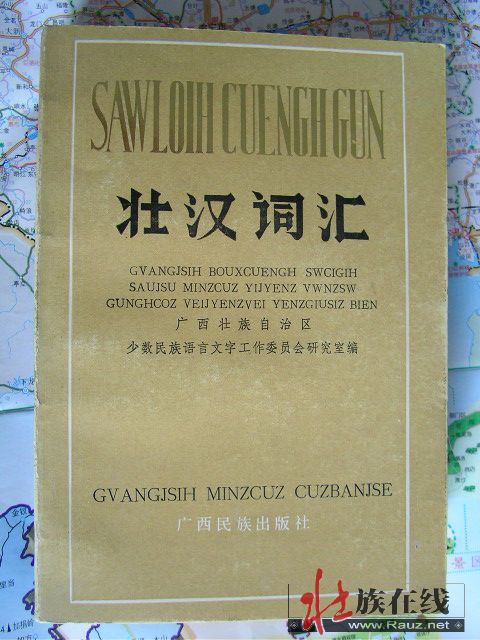 SAWLOIH CUENGH GUN
壮汉词汇
GVANGJSIH BOUXCUENGH SWCIGIH
SAUJSU MINZCUZ YIJYENZ VWNZSW
GUNGHCOZ VEIJYENZVEI YENZGIUSIZ BIEN
广西壮族自治区
少数民族语言文字工作委员会研究室编
GVANGJSIH MINZCUZ CUZBANJSE
广西民族出版社
壮族在线
www.Rauz.net